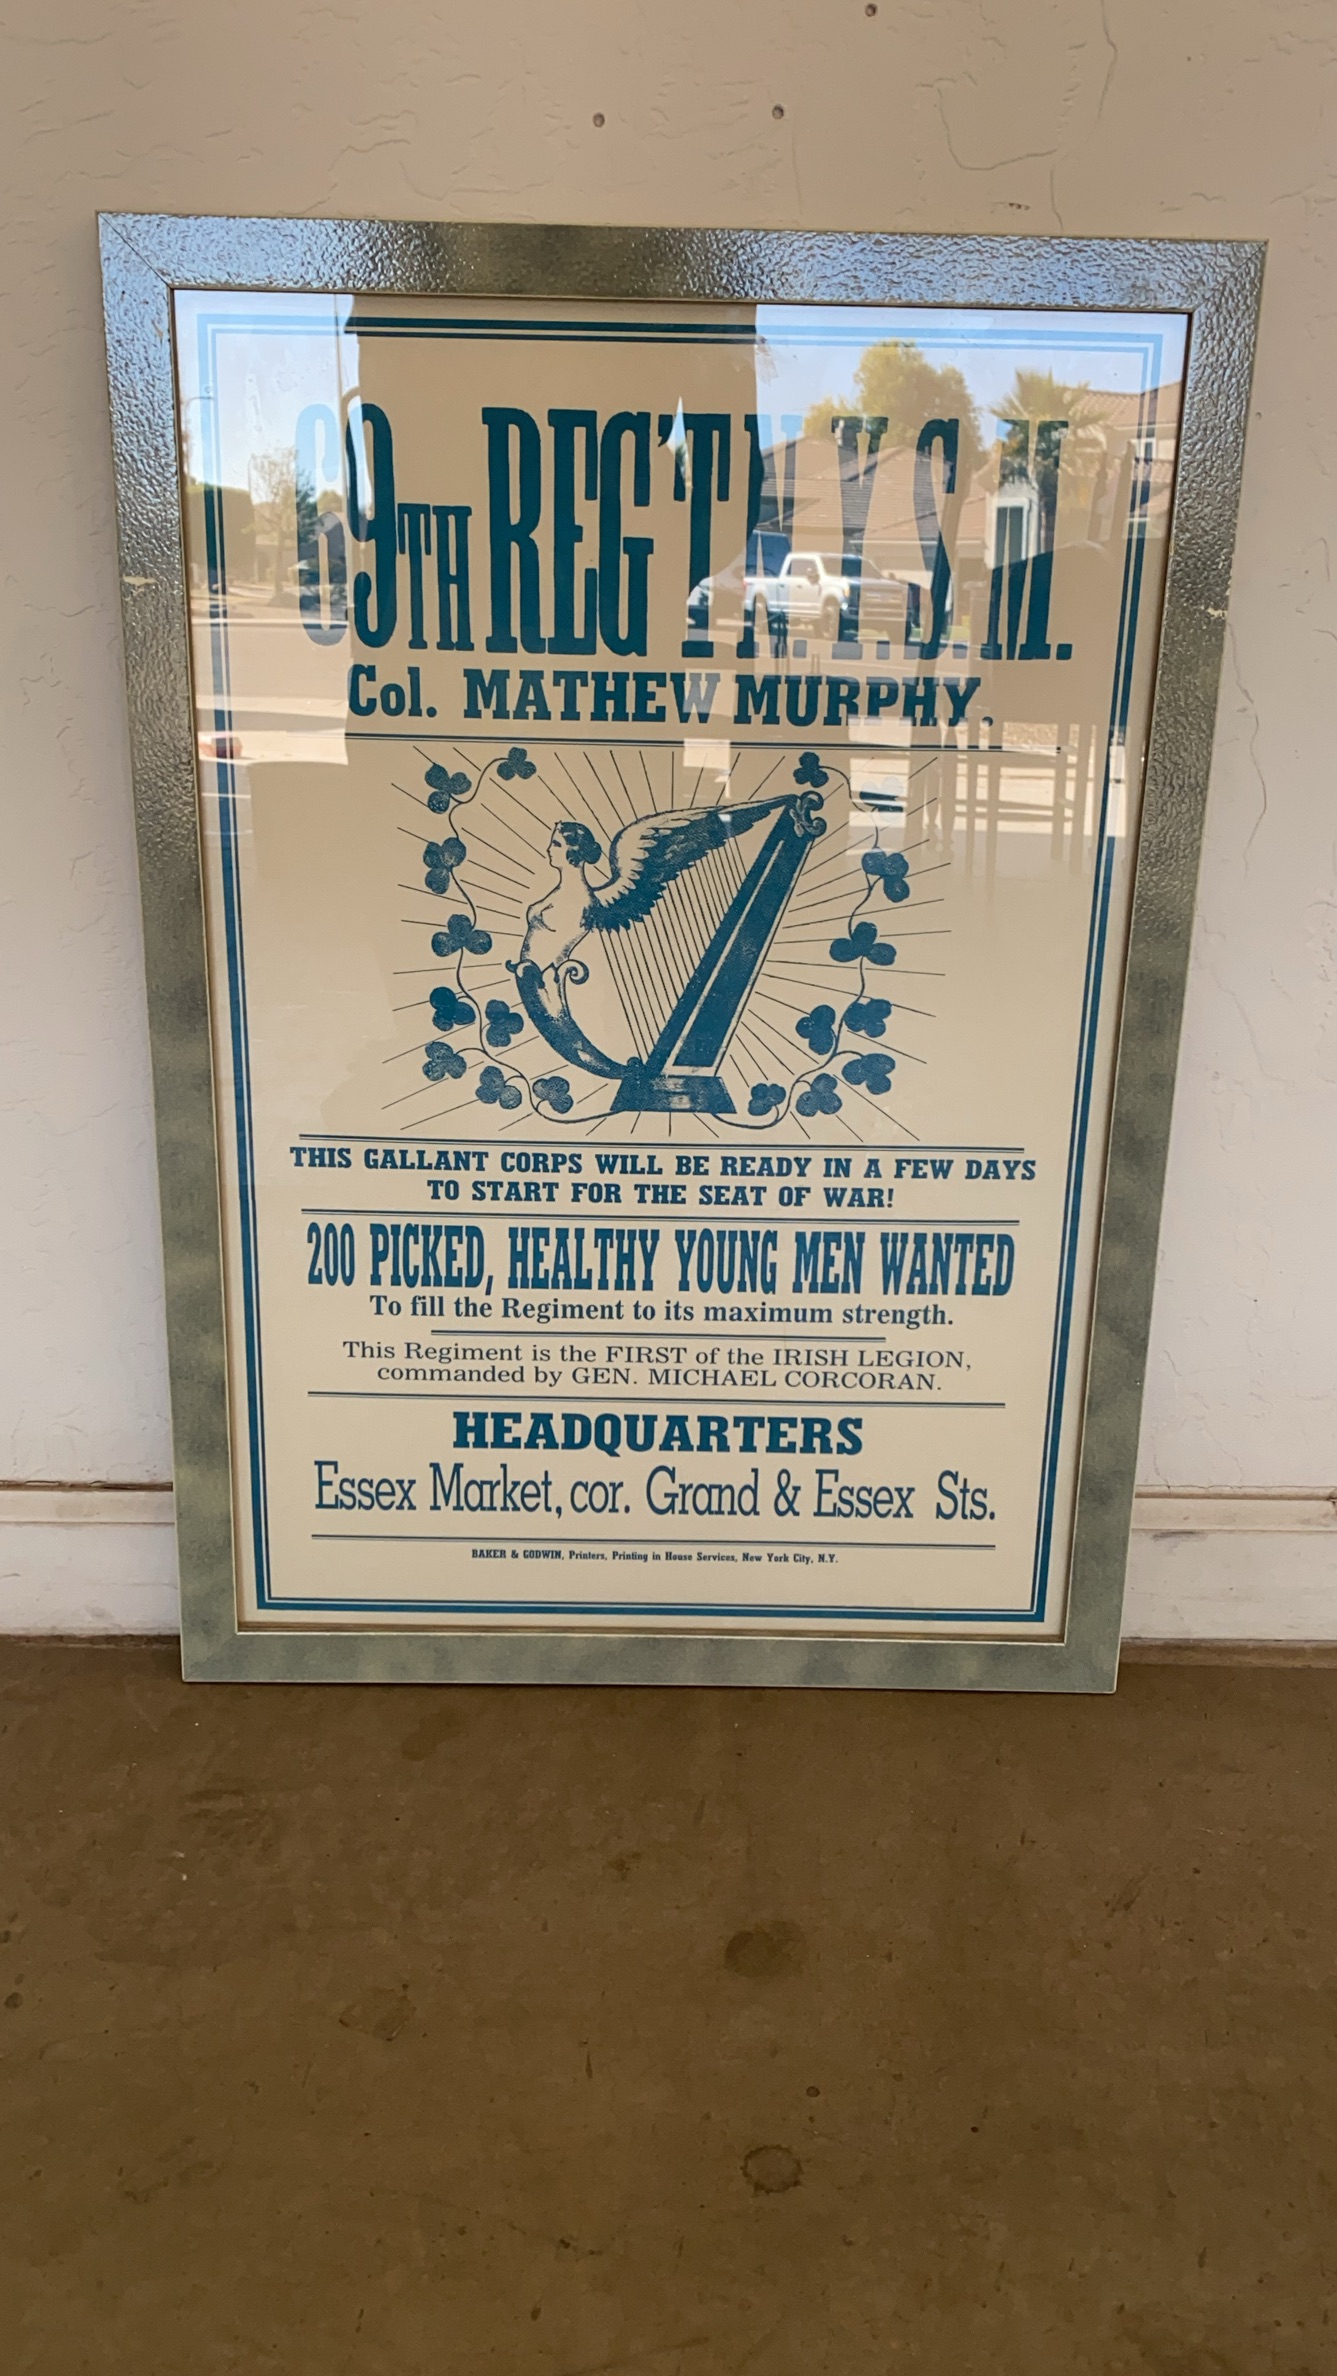 69TH REG'T N.Y.S.M.
Col. MATHEW MURPHY.
THIS GALLANT CORPS WILL BE READY IN A FEW DAYS
TO START FOR THE SEAT OF WAR!
200 PICKED, HEALTHY YOUNG MEN WANTED
To fill the Regiment to its maximum strength.
This Regiment is the FIRST of the IRISH LEGION,
commanded by GEN. MICHAEL CORCORAN.
HEADQUARTERS
Essex Market, cor. Grand & Essex Sts.
BAKER & GODWIN, Printers, Printing in House Services, New York City, N.Y.